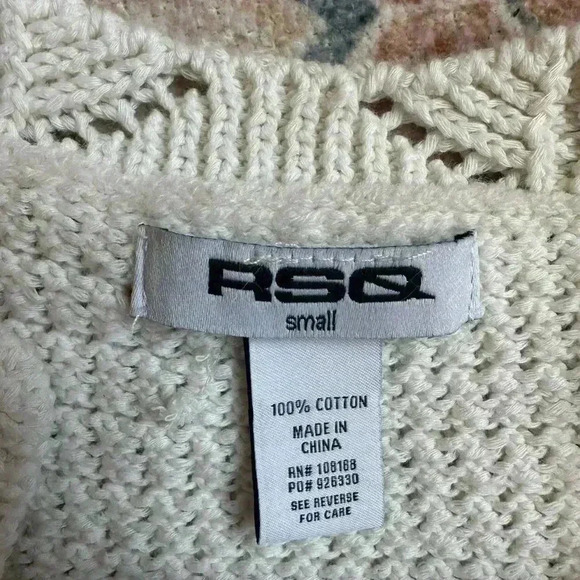 RSQ
small
100% COTTON
MADE IN
CHINA
RN# 108168
PO# 926330
SEE REVERSE
FOR CARE